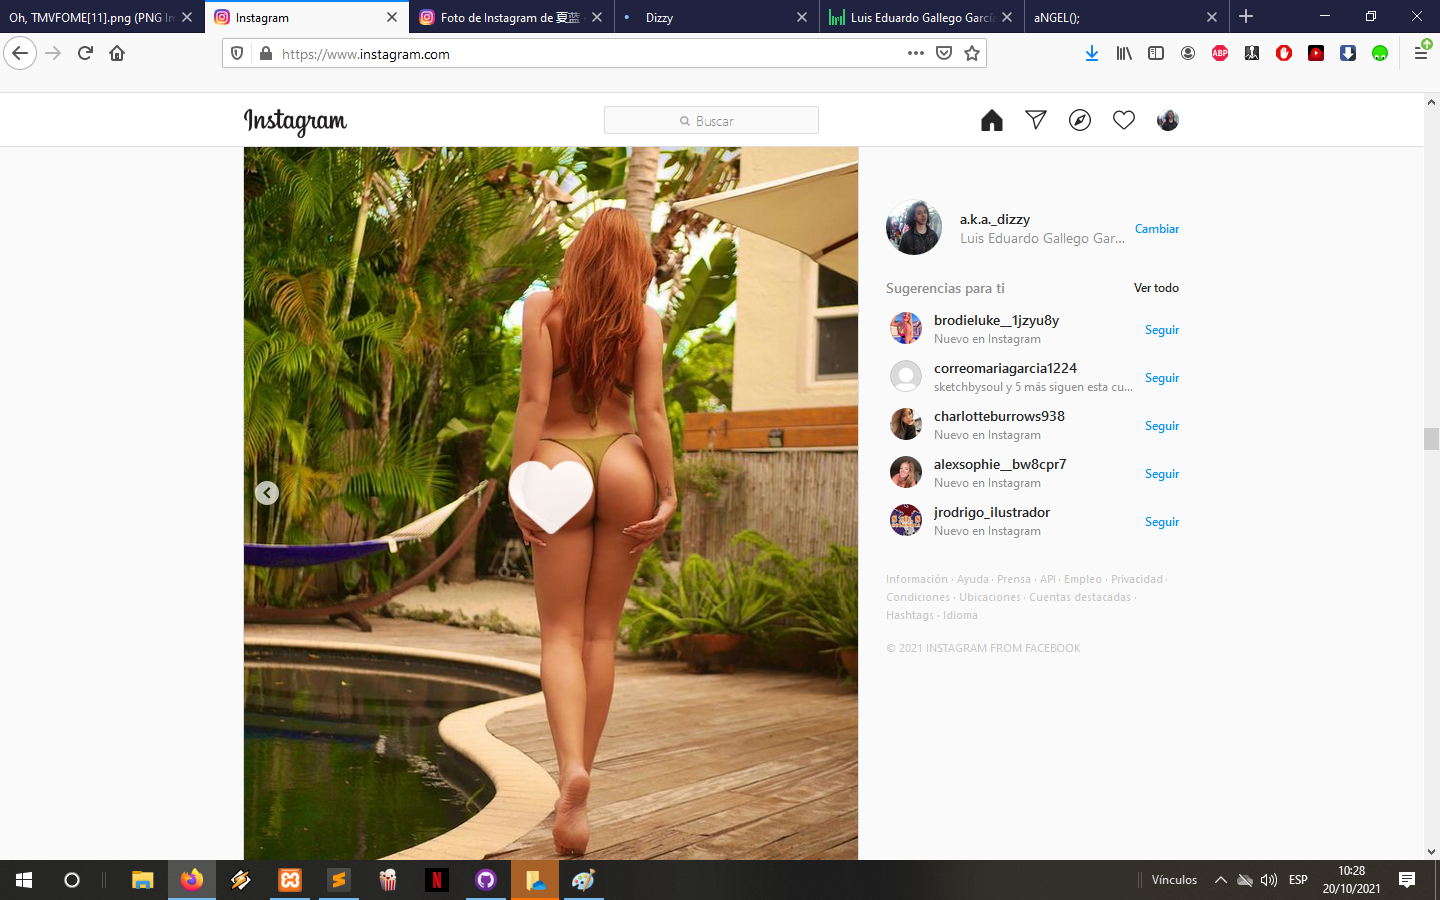 Oh, TMVFOME[11].png (PNG Im
Instagram
Foto de Instagram de 夏蓝
Dizzy
Luis Eduardo Gallego García
aNGEL();
https://www.instagram.com
ABP
Instagram
Buscar
a.k.a._dizzy
Luis Eduardo Gallego Gar...
Cambiar
Sugerencias para ti
Ver todo
brodieluke__1jzyu8y
Nuevo en Instagram
Seguir
correomariagarcia1224
sketchbysoul y 5 más siguen esta cu...
Seguir
charlotteburrows938
Nuevo en Instagram
Seguir
alexsophie__bw8cpr7
Nuevo en Instagram
Seguir
jrodrigo_ilustrador
Nuevo en Instagram
Seguir
Información · Ayuda · Prensa · API · Empleo · Privacidad ·
Condiciones · Ubicaciones · Cuentas destacadas ·
Hashtags · Idioma
© 2021 INSTAGRAM FROM FACEBOOK
Vínculos
ESP
10:28
20/10/2021